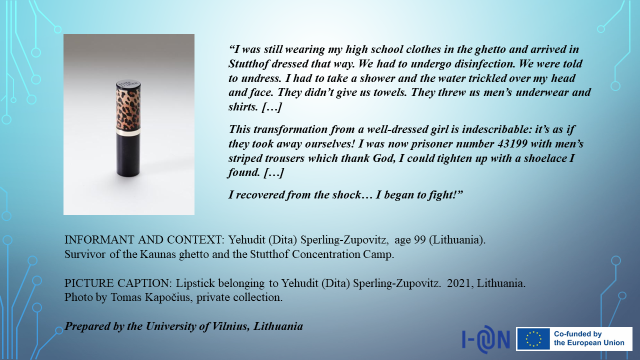 “I was still wearing my high school clothes in the ghetto and arrived in
Stutthof dressed that way. We had to undergo disinfection. We were told
to undress. I had to take a shower and the water trickled over my head
and face. They didn’t give us towels. They threw us men’s underwear and
shirts. […]
This transformation from a well-dressed girl is indescribable: it’s as if
they took away ourselves! I was now prisoner number 43199 with men’s
striped trousers which thank God, I could tighten up with a shoelace I
found. […]
I recovered from the shock… I began to fight!”
INFORMANT AND CONTEXT: Yehudit (Dita) Sperling-Zupovitz, age 99 (Lithuania).
Survivor of the Kaunas ghetto and the Stutthof Concentration Camp.
PICTURE CAPTION: Lipstick belonging to Yehudit (Dita) Sperling-Zupovitz. 2021, Lithuania.
Photo by Tomas Kapočius, private collection.
Prepared by the University of Vilnius, Lithuania
I-ON
Co-funded by
the European Union